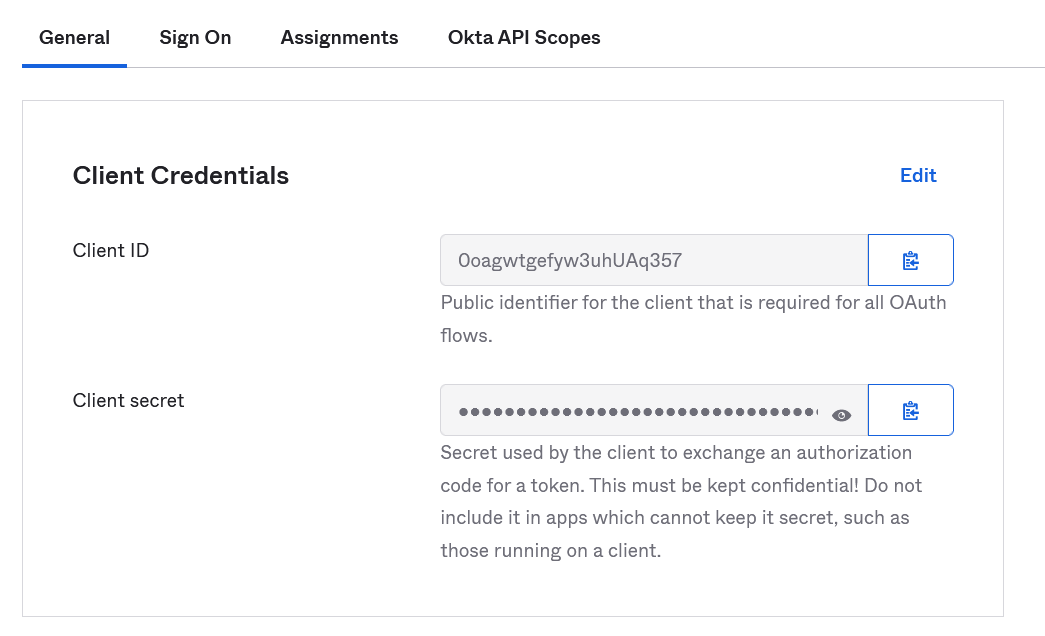 General Sign On Assignments Okta API Scopes
Client Credentials Edit
Client ID 0oagwtgefyw3uhUAq357
Public identifier for the client that is required for all OAuth
flows.
Client secret ●●●●●●●●●●●●●●●●●●●●●●●●●●●●●●●
Secret used by the client to exchange an authorization
code for a token. This must be kept confidential! Do not
include it in apps which cannot keep it secret, such as
those running on a client.